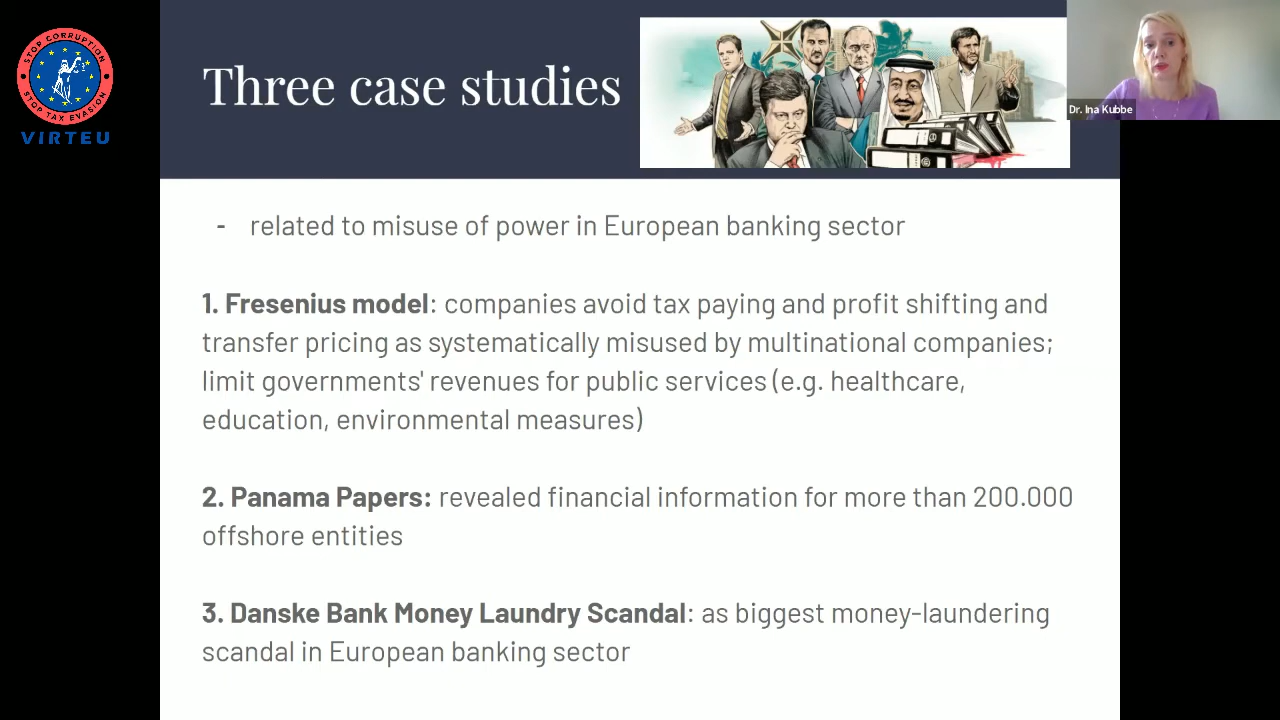 STOP CORRUPTION
STOP TAX EVASION
VIRTEU
Three case studies
Dr. Ina Kubbe
- related to misuse of power in European banking sector
1. Fresenius model: companies avoid tax paying and profit shifting and
transfer pricing as systematically misused by multinational companies;
limit governments' revenues for public services (e.g. healthcare,
education, environmental measures)
2. Panama Papers: revealed financial information for more than 200.000
offshore entities
3. Danske Bank Money Laundry Scandal: as biggest money-laundering
scandal in European banking sector